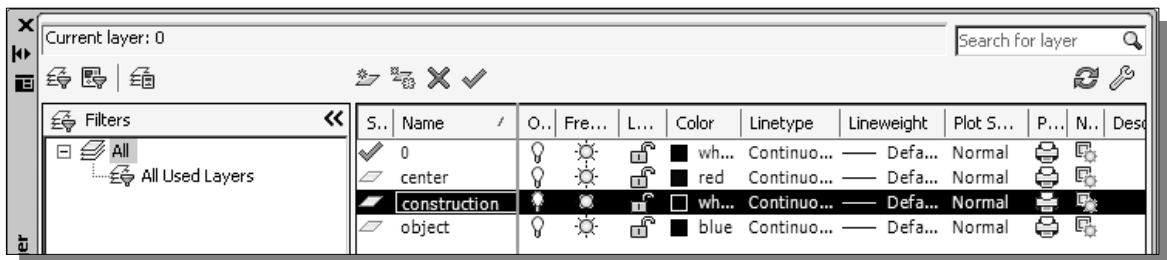 Current layer: 0
Search for layer
Filters
All
All Used Layers
S.. Name O.. Fre... L... Color Linetype Lineweight Plot S... P... N.. Desc
0 wh... Continuo... Defa... Normal
center red Continuo... Defa... Normal
construction wh... Continuo... Defa... Normal
object blue Continuo... Defa... Normal
er